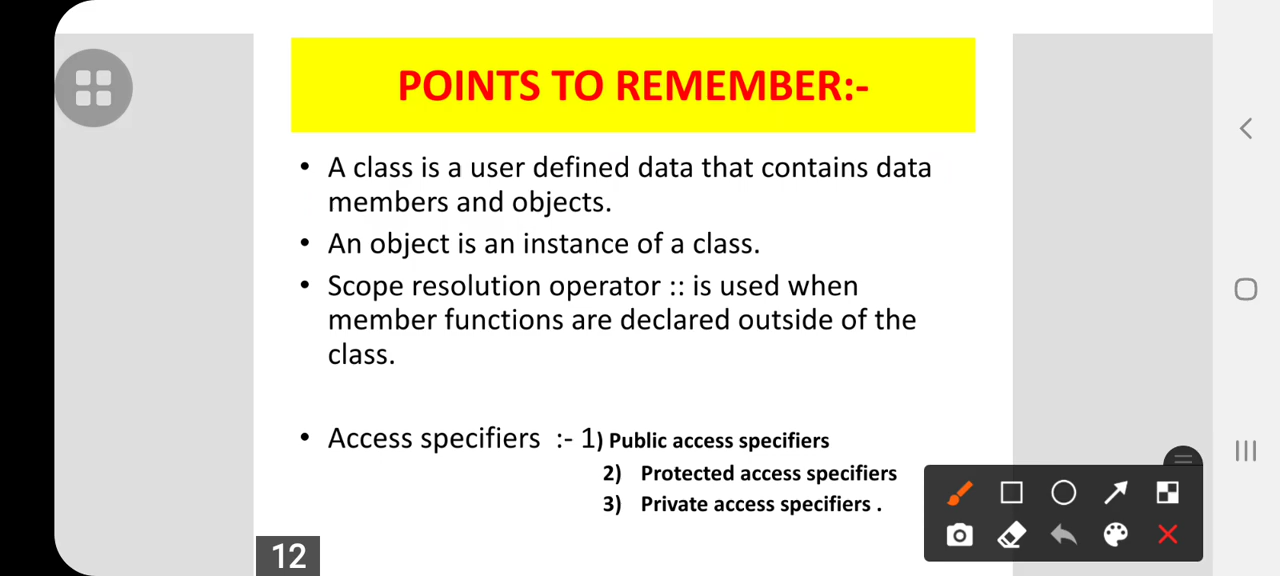 POINTS TO REMEMBER:-
• A class is a user defined data that contains data
members and objects.
• An object is an instance of a class.
• Scope resolution operator :: is used when
member functions are declared outside of the
class.
• Access specifiers :- 1) Public access specifiers
2) Protected access specifiers
3) Private access specifiers .
12